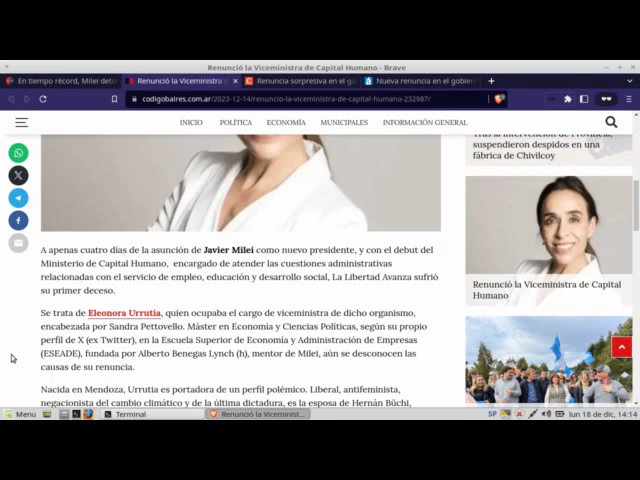 Renunció la Viceministra de Capital Humano - Brave
En tiempo récord, Milei deto
Renunció la Viceministra d
Renuncia sorpresiva en el go
Nueva renuncia en el gobier
codigobaires.com.ar/2023-12-14/renuncio-la-viceministra-de-capital-humano-232987/
INICIO POLÍTICA ECONOMÍA MUNICIPALES INFORMACIÓN GENERAL
Tras la intervención de Provincia,
suspendieron despidos en una
fábrica de Chivilcoy
A apenas cuatro días de la asunción de Javier Milei como nuevo presidente, y con el debut del
Ministerio de Capital Humano, encargado de atender las cuestiones administrativas
relacionadas con el servicio de empleo, educación y desarrollo social, La Libertad Avanza sufrió
su primer deceso.
Se trata de Eleonora Urrutia, quien ocupaba el cargo de viceministra de dicho organismo,
encabezada por Sandra Pettovello. Máster en Economía y Ciencias Políticas, según su propio
perfil de X (ex Twitter), en la Escuela Superior de Economía y Administración de Empresas
(ESEADE), fundada por Alberto Benegas Lynch (h), mentor de Milei, aún se desconocen las
causas de su renuncia.
Nacida en Mendoza, Urrutia es portadora de un perfil polémico. Liberal, antifeminista,
negacionista del cambio climático y de la última dictadura, es la esposa de Hernán Büchi,
Renunció la Viceministra de Capital
Humano
Menu
Terminal
Renunció la Viceminist...
SP
lun 18 de dic, 14:14